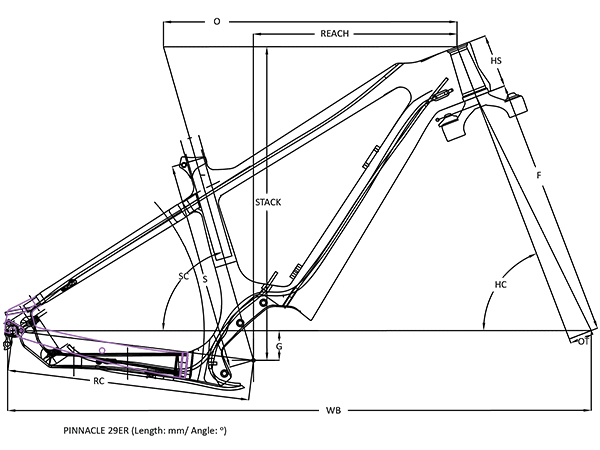 O
REACH
HS
STACK
F
SC
S
HC
G
OT
RC
WB
PINNACLE 29ER (Length: mm/ Angle: º)